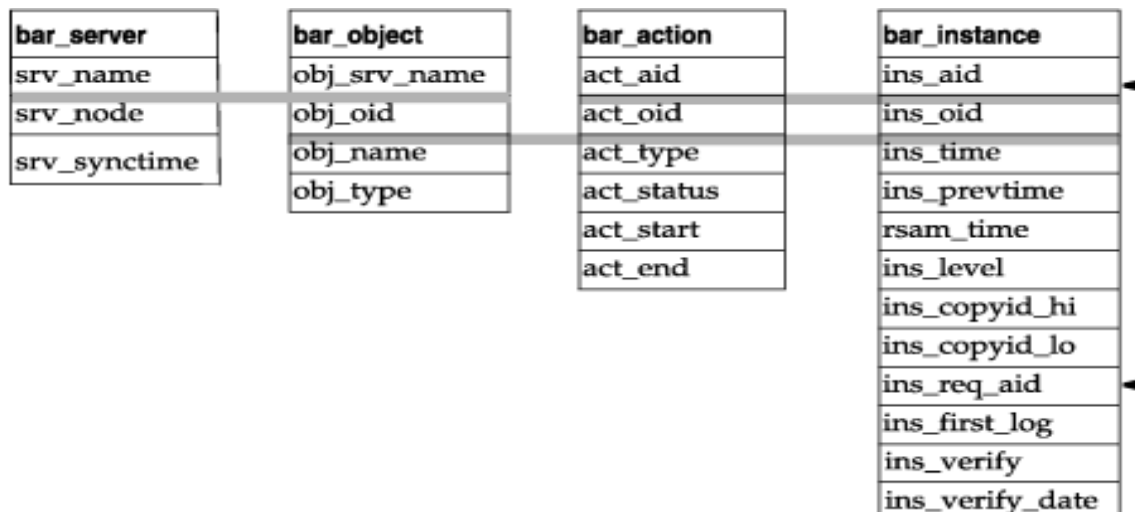 bar_server
srv_name
srv_node
srv_synctime
bar_object
obj_srv_name
obj_oid
obj_name
obj_type
bar_action
act_aid
act_oid
act_type
act_status
act_start
act_end
bar_instance
ins_aid
ins_oid
ins_time
ins_prevtime
rsam_time
ins_level
ins_copyid_hi
ins_copyid_lo
ins_req_aid
ins_first_log
ins_verify
ins_verify_date